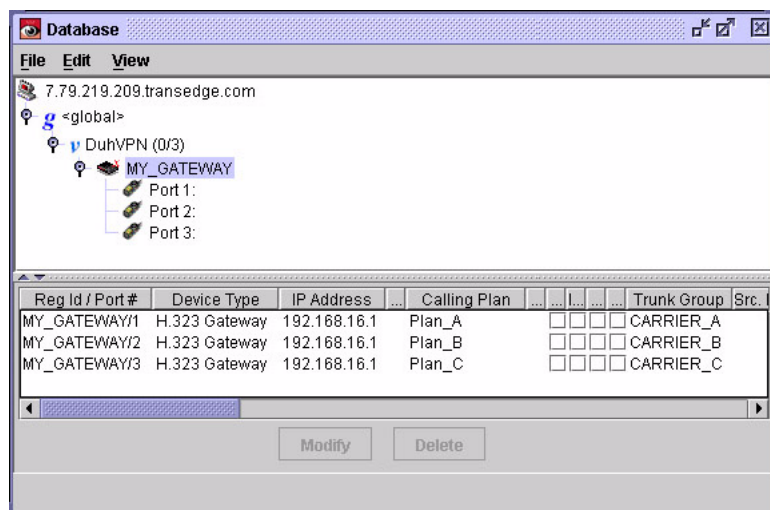 Database
File Edit View
7.79.219.209.transedge.com
g <global>
v DuhVPN (0/3)
MY_GATEWAY
Port 1:
Port 2:
Port 3:
Reg Id / Port # Device Type IP Address ... Calling Plan ... ... I... ... ... Trunk Group Src. I
MY_GATEWAY/1 H.323 Gateway 192.168.16.1 Plan_A CARRIER_A
MY_GATEWAY/2 H.323 Gateway 192.168.16.1 Plan_B CARRIER_B
MY_GATEWAY/3 H.323 Gateway 192.168.16.1 Plan_C CARRIER_C
Modify Delete